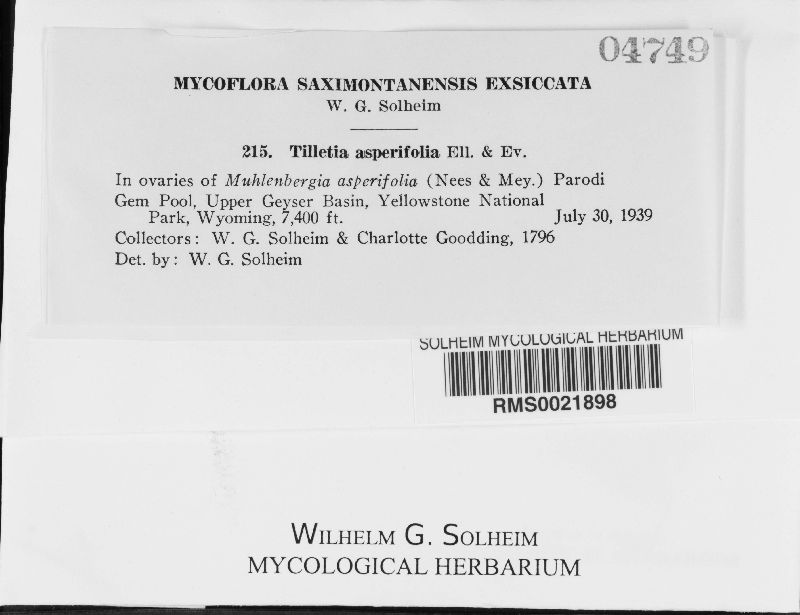 04749
MYCOFLORA SAXIMONTANENSIS EXSICCATA
W. G. Solheim
215. Tilletia asperifolia Ell. & Ev.
In ovaries of Muhlenbergia asperifolia (Nees & Mey.) Parodi
Gem Pool, Upper Geyser Basin, Yellowstone National
Park, Wyoming, 7,400 ft. July 30, 1939
Collectors: W. G. Solheim & Charlotte Goodding, 1796
Det. by: W. G. Solheim
SOLHEIM MYCOLOGICAL HERBARIUM
RMS0021898
WILHELM G. SOLHEIM
MYCOLOGICAL HERBARIUM